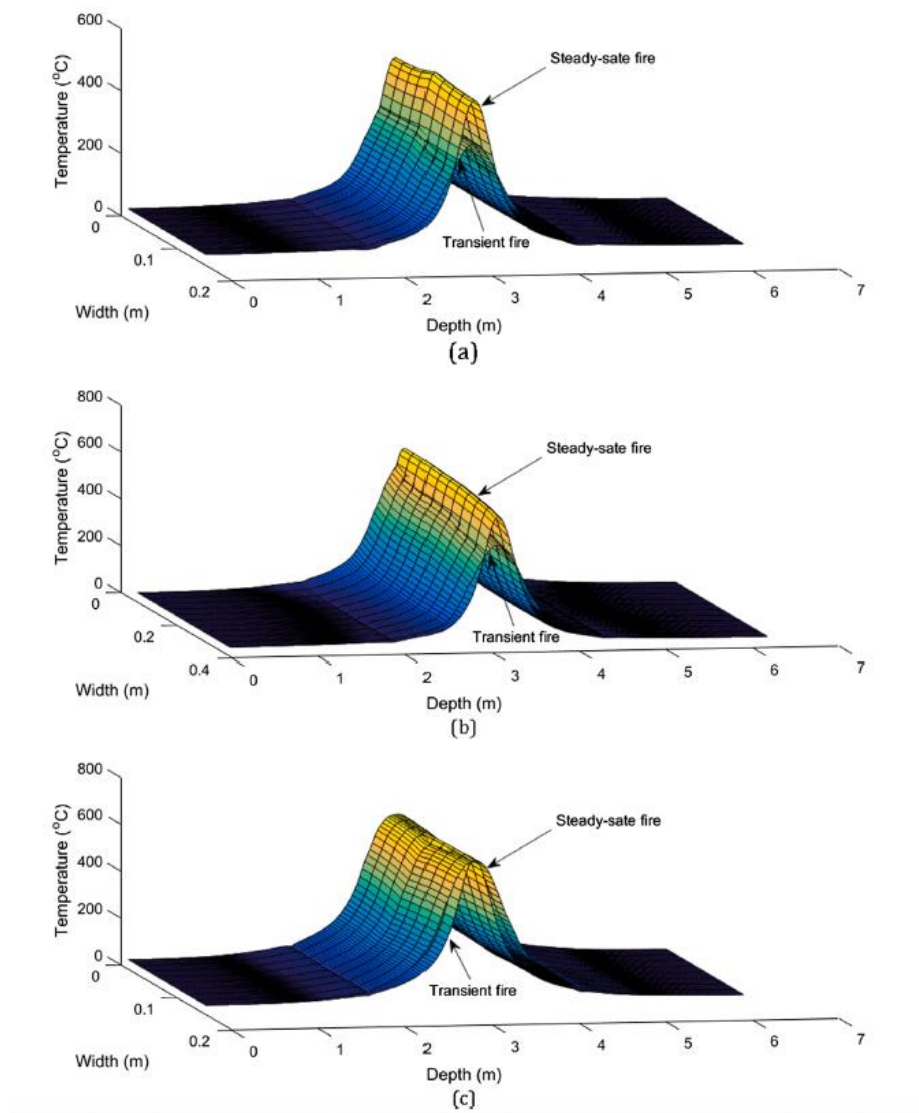 600
400
200
0
Temperature (°C)
Steady-sate fire
Transient fire
0
0.1
0.2
Width (m)
0 1 2 3 4 5 6 7
Depth (m)
(a)
800
600
400
200
0
Temperature (°C)
Steady-sate fire
Transient fire
0
0.2
0.4
Width (m)
0 1 2 3 4 5 6 7
Depth (m)
(b)
800
600
400
200
0
Temperature (°C)
Steady-sate fire
Transient fire
0
0.1
0.2
Width (m)
0 1 2 3 4 5 6 7
Depth (m)
(c)